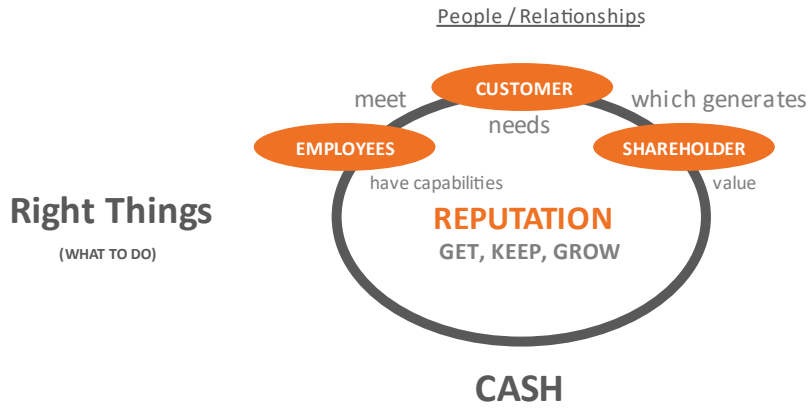 People / Relationships
CUSTOMER
meet
which generates
needs
EMPLOYEES
SHAREHOLDER
have capabilities
value
Right Things
REPUTATION
(WHAT TO DO)
GET, KEEP, GROW
CASH